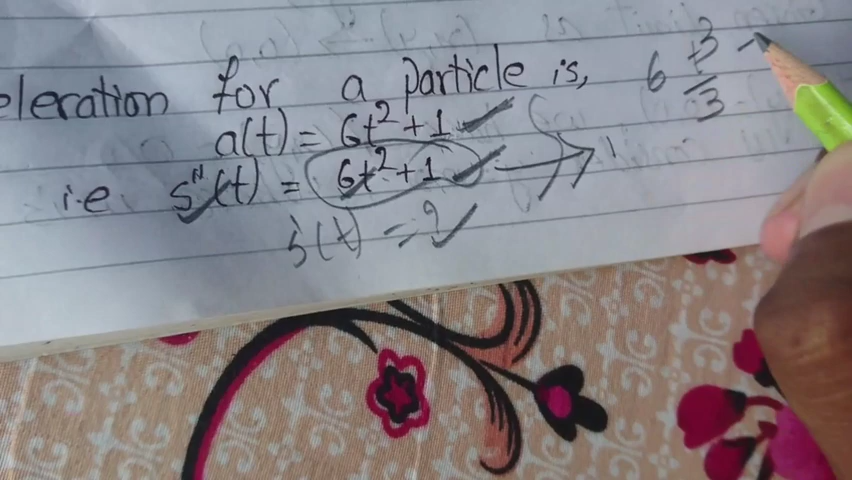 eleration for a particle is,
a(t) = 6t² + 1
i.e s''(t) = 6t² + 1
s(t) = ?
6 t³/3